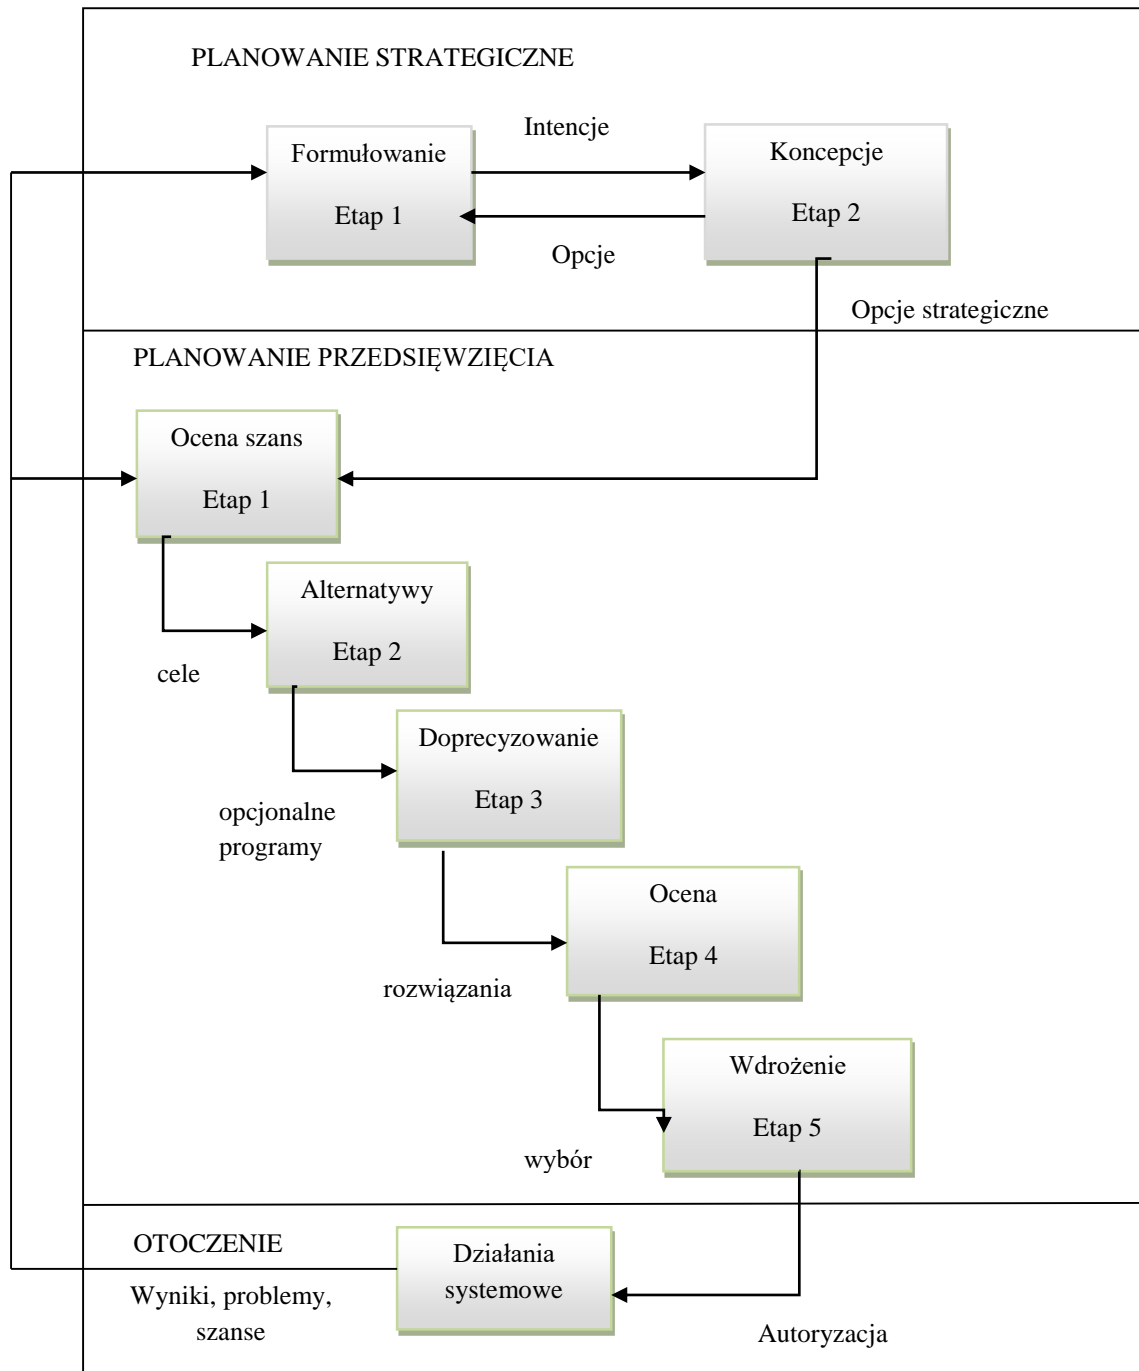 PLANOWANIE STRATEGICZNE
Intencje
Formułowanie
Etap 1
Koncepcje
Etap 2
Opcje
Opcje strategiczne
PLANOWANIE PRZEDSIĘWZIĘCIA
Ocena szans
Etap 1
cele
Alternatywy
Etap 2
opcjonalne
programy
Doprecyzowanie
Etap 3
rozwiązania
Ocena
Etap 4
wybór
Wdrożenie
Etap 5
OTOCZENIE
Wyniki, problemy,
szanse
Działania
systemowe
Autoryzacja